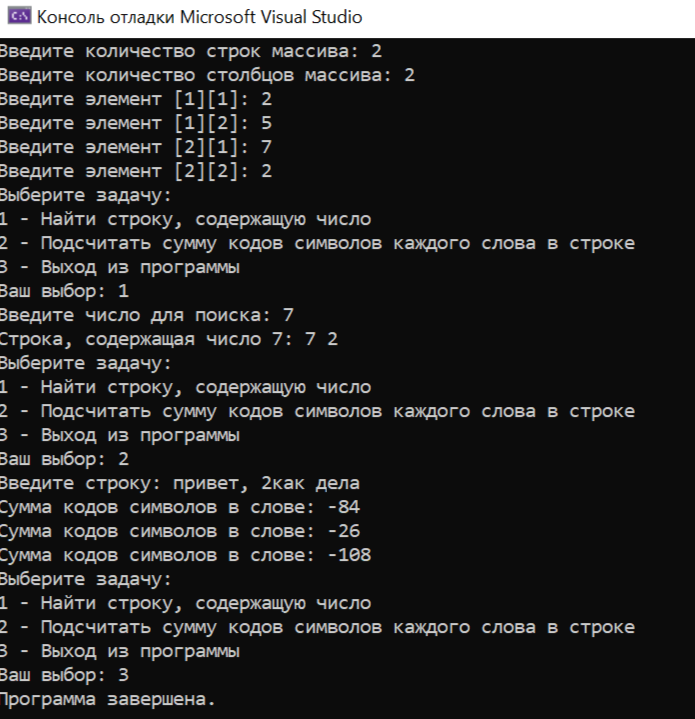 Консоль отладки Microsoft Visual Studio
Введите количество строк массива: 2
Введите количество столбцов массива: 2
Введите элемент [1][1]: 2
Введите элемент [1][2]: 5
Введите элемент [2][1]: 7
Введите элемент [2][2]: 2
Выберите задачу:
1 - Найти строку, содержащую число
2 - Подсчитать сумму кодов символов каждого слова в строке
3 - Выход из программы
Ваш выбор: 1
Введите число для поиска: 7
Строка, содержащая число 7: 7 2
Выберите задачу:
1 - Найти строку, содержащую число
2 - Подсчитать сумму кодов символов каждого слова в строке
3 - Выход из программы
Ваш выбор: 2
Введите строку: привет, 2как дела
Сумма кодов символов в слове: -84
Сумма кодов символов в слове: -26
Сумма кодов символов в слове: -108
Выберите задачу:
1 - Найти строку, содержащую число
2 - Подсчитать сумму кодов символов каждого слова в строке
3 - Выход из программы
Ваш выбор: 3
Программа завершена.